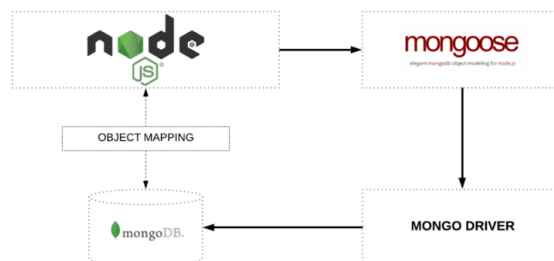 node
JS
mongoose
elegant mongodb object modeling for node.js
OBJECT MAPPING
mongoDB.
MONGO DRIVER